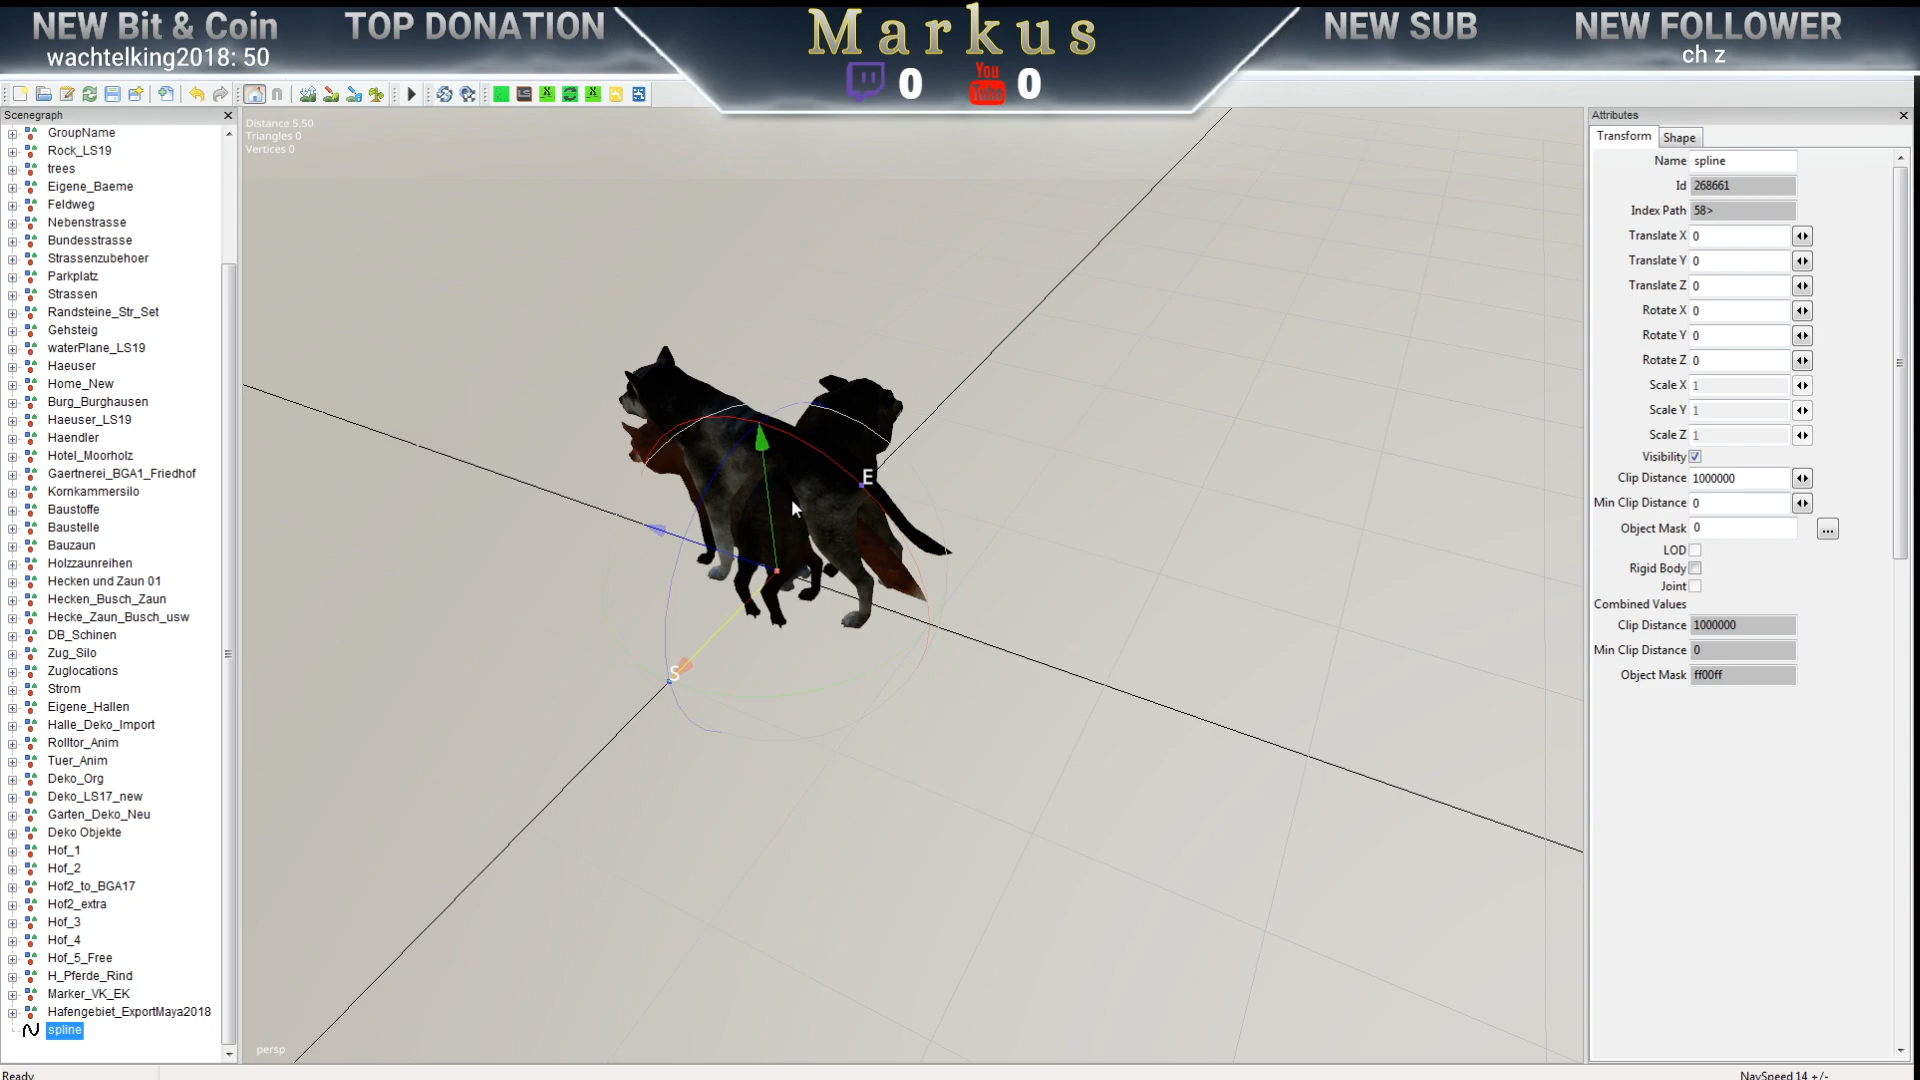 NEW Bit & Coin
wachtelking2018: 50
TOP DONATION
Markus
0
You
Tube
0
NEW SUB
NEW FOLLOWER
ch z
Scenegraph
GroupName
Rock_LS19
trees
Eigene_Baeme
Feldweg
Nebenstrasse
Bundesstrasse
Strassenzubehoer
Parkplatz
Strassen
Randsteine_Str_Set
Gehsteig
waterPlane_LS19
Haeuser
Home_New
Burg_Burghausen
Haeuser_LS19
Haendler
Hotel_Moorholz
Gaertnerei_BGA1_Friedhof
Kornkammersilo
Baustoffe
Baustelle
Bauzaun
Holzzaunreihen
Hecken und Zaun 01
Hecken_Busch_Zaun
Hecke_Zaun_Busch_usw
DB_Schinen
Zug_Silo
Zuglocations
Strom
Eigene_Hallen
Halle_Deko_Import
Rolltor_Anim
Tuer_Anim
Deko_Org
Deko_LS17_new
Garten_Deko_Neu
Deko Objekte
Hof_1
Hof_2
Hof2_to_BGA17
Hof2_extra
Hof_3
Hof_4
Hof_5_Free
H_Pferde_Rind
Marker_VK_EK
Hafengebiet_ExportMaya2018
spline
Ready
Distance 5.50
Triangles 0
Vertices 0
E
S
persp
Attributes
Transform
Shape
Name spline
Id 268661
Index Path 58>
Translate X 0
Translate Y 0
Translate Z 0
Rotate X 0
Rotate Y 0
Rotate Z 0
Scale X 1
Scale Y 1
Scale Z 1
Visibility
Clip Distance 1000000
Min Clip Distance 0
Object Mask 0 ...
LOD
Rigid Body
Joint
Combined Values
Clip Distance 1000000
Min Clip Distance 0
Object Mask ff00ff
NavSpeed 14 +/-